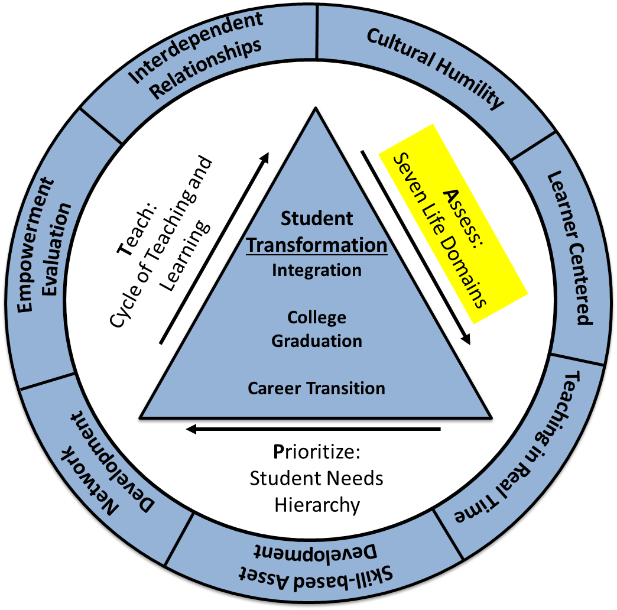 Interdependent
Relationships
Cultural Humility
Learner Centered
Teaching in Real Time
Skill-based Asset
Development
Network
Development
Empowerment
Evaluation
Teach:
Cycle of Teaching and
Learning
Assess:
Seven Life Domains
Prioritize:
Student Needs
Hierarchy
Student
Transformation
Integration
College
Graduation
Career Transition